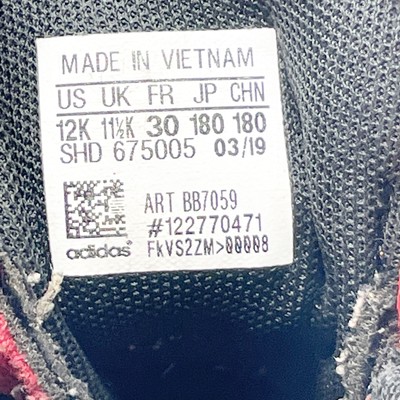 MADE IN VIETNAM
US UK FR JP CHN
12K 11½K 30 180 180
SHD 675005 03/19
ART BB7059
#122770471
adidas FKVS2ZM>00008